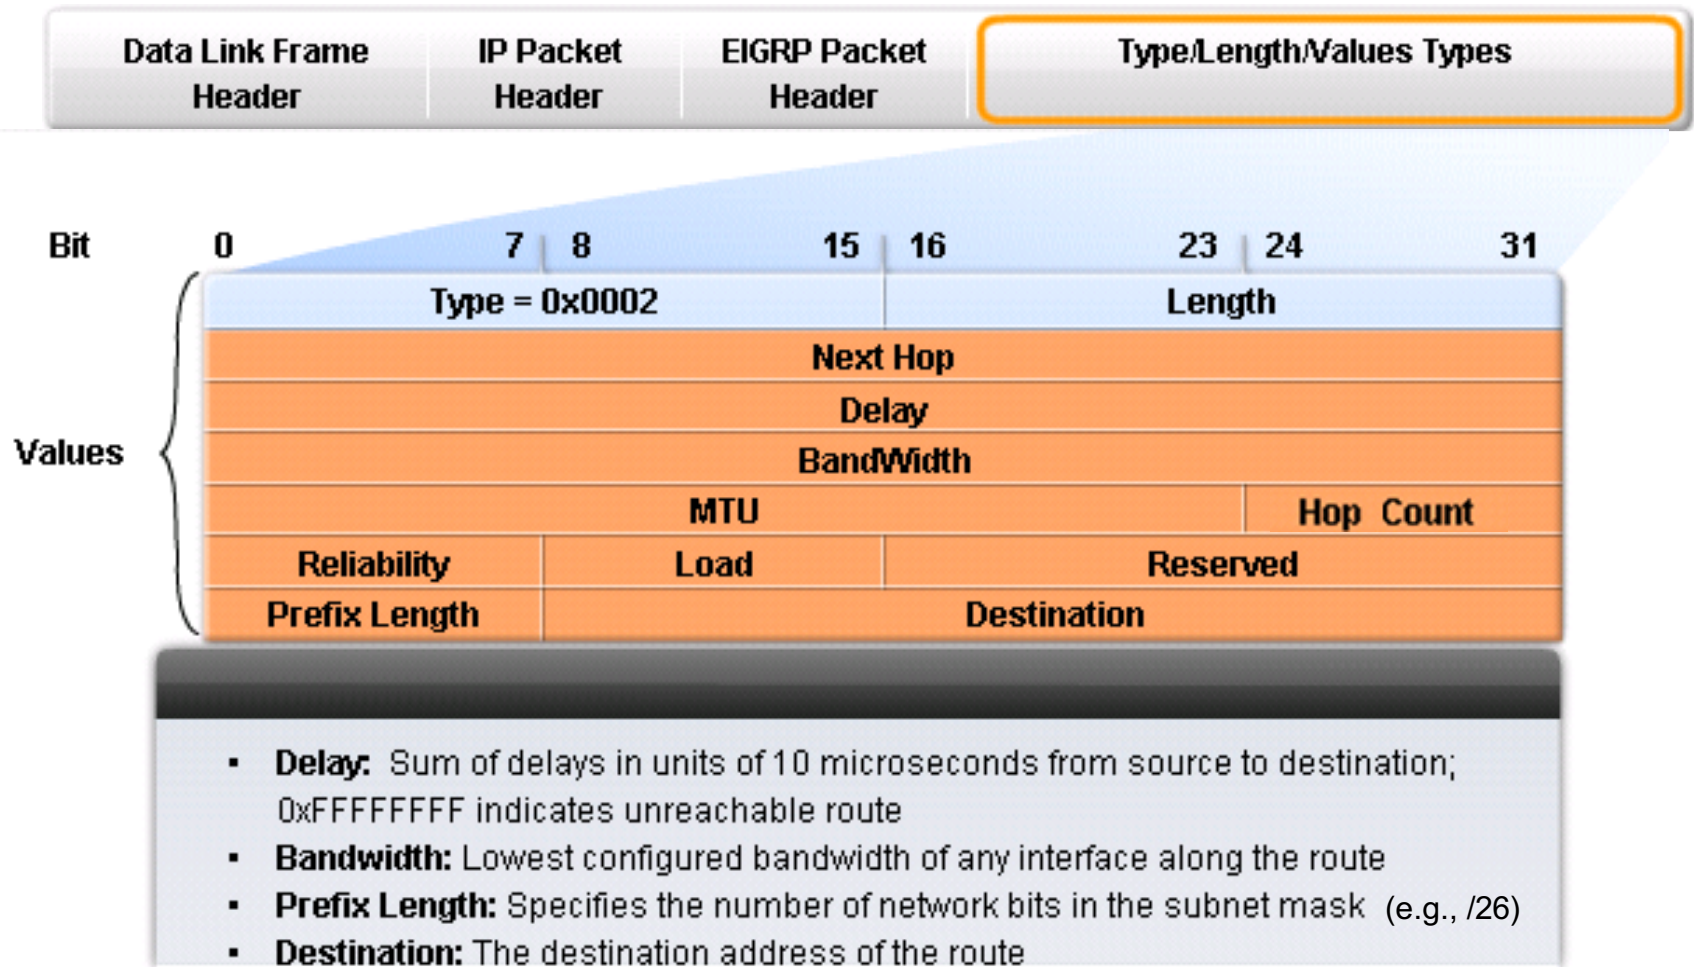 Data Link Frame Header
IP Packet Header
EIGRP Packet Header
Type/Length/Values Types
Bit 0 7 8 15 16 23 24 31
Type = 0x0002 Length
Next Hop
Delay
Values
BandWidth
MTU Hop Count
Reliability Load Reserved
Prefix Length Destination
▪ Delay: Sum of delays in units of 10 microseconds from source to destination;
0xFFFFFFFF indicates unreachable route
▪ Bandwidth: Lowest configured bandwidth of any interface along the route
▪ Prefix Length: Specifies the number of network bits in the subnet mask (e.g., /26)
▪ Destination: The destination address of the route